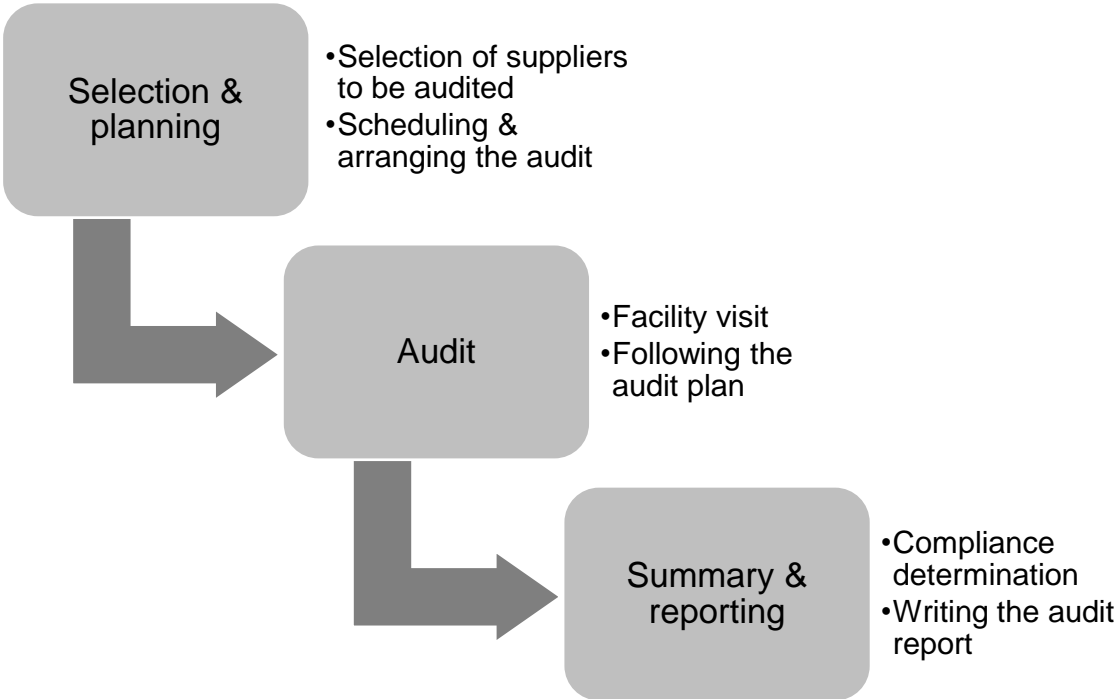 Selection &
planning
•Selection of suppliers
to be audited
•Scheduling &
arranging the audit
Audit
•Facility visit
•Following the
audit plan
Summary &
reporting
•Compliance
determination
•Writing the audit
report